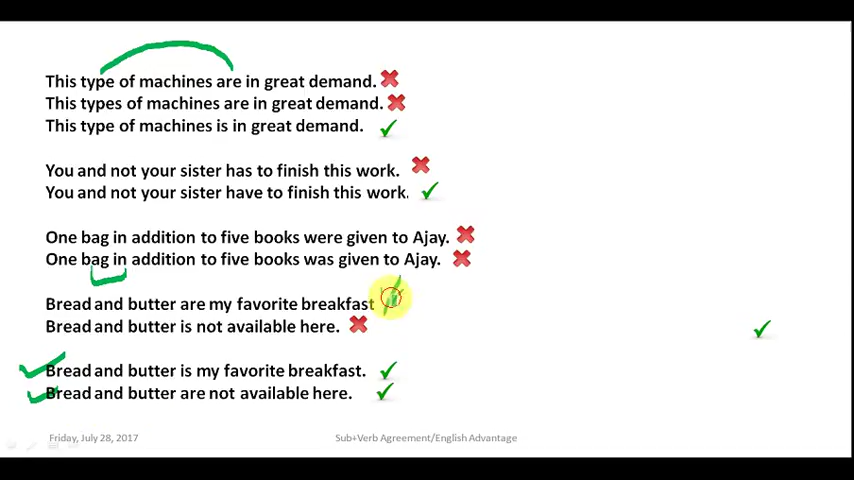 This type of machines are in great demand.
This types of machines are in great demand.
This type of machines is in great demand.
You and not your sister has to finish this work.
You and not your sister have to finish this work.
One bag in addition to five books were given to Ajay.
One bag in addition to five books was given to Ajay.
Bread and butter are my favorite breakfast
Bread and butter is not available here.
Bread and butter is my favorite breakfast.
Bread and butter are not available here.
Friday, July 28, 2017
Sub+Verb Agreement/English Advantage